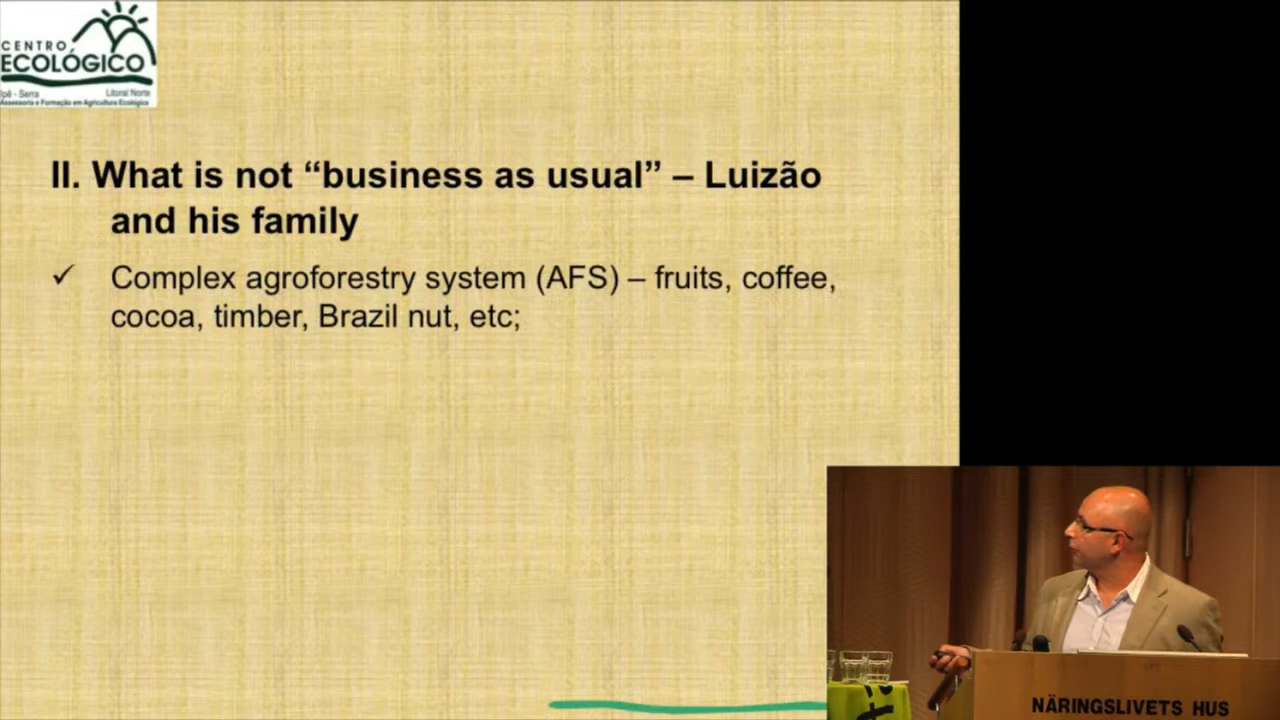 CENTRO
ECOLÓGICO
Ipê - Serra Litoral Norte
Assessoria e Formação em Agricultura Ecológica
II. What is not “business as usual” – Luizão
and his family
✓ Complex agroforestry system (AFS) – fruits, coffee,
cocoa, timber, Brazil nut, etc;
NÄRINGSLIVETS HUS